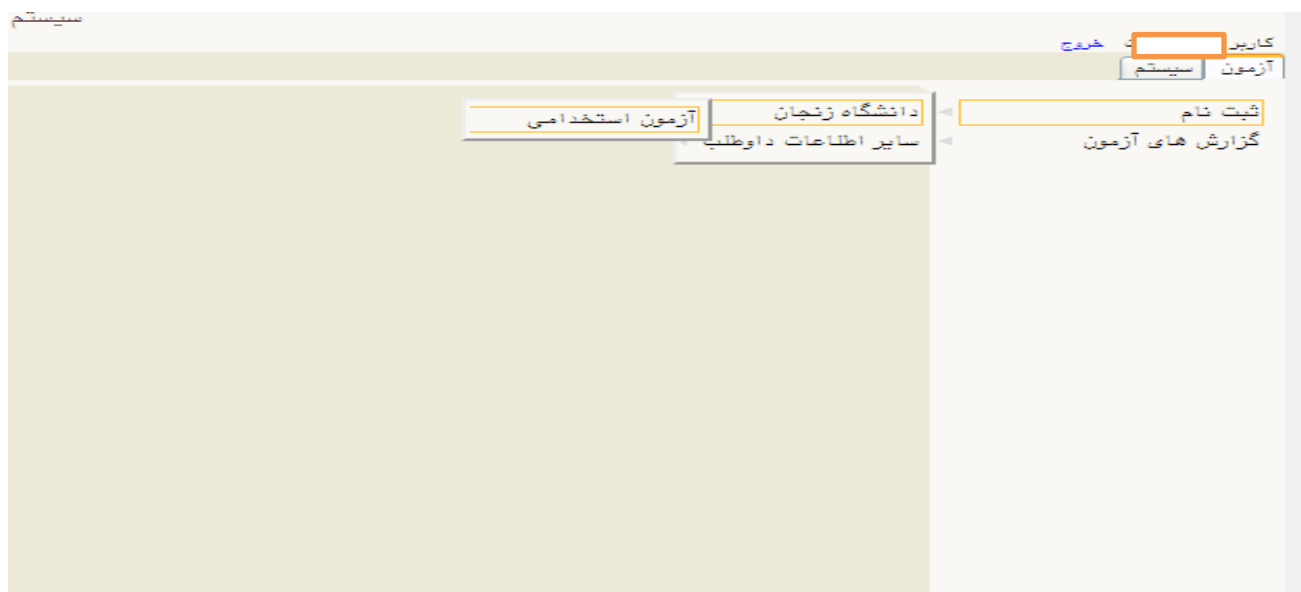 سیستم
کاربر ت خروج
آزمون سیستم
ثبت نام دانشگاه زنجان آزمون استخدامی
گزارش های آزمون سایر اطلاعات داوطلب